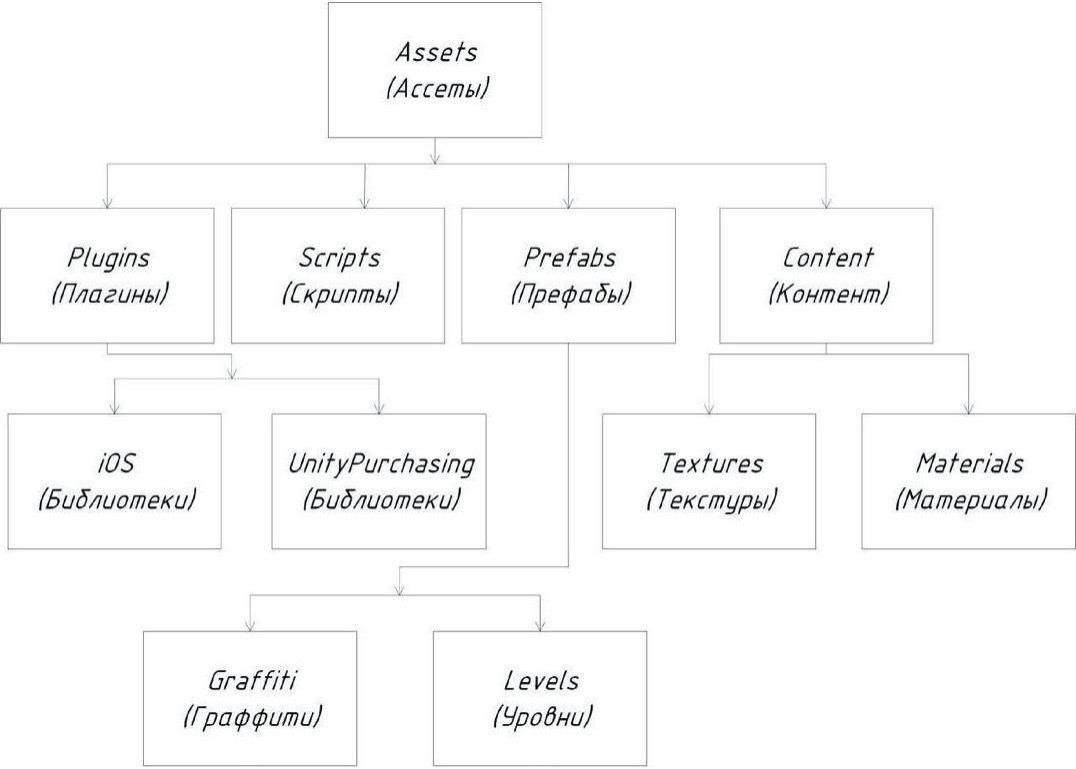 Assets
(Ассеты)
Plugins
(Плагины)
Scripts
(Скрипты)
Prefabs
(Префабы)
Content
(Контент)
iOS
(Библиотеки)
UnityPurchasing
(Библиотеки)
Textures
(Текстуры)
Materials
(Материалы)
Graffiti
(Граффити)
Levels
(Уровни)